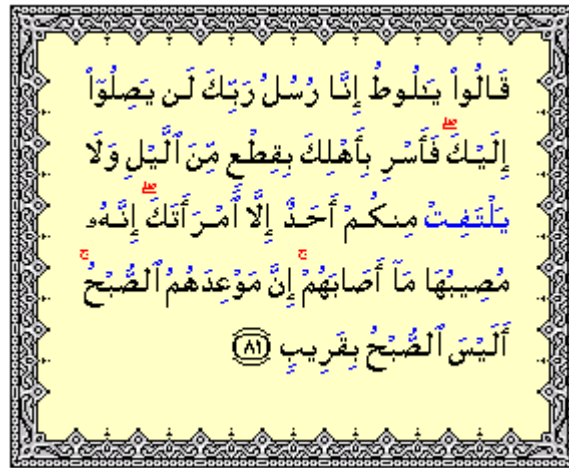 قَالُوا۟ يَـٰلُوطُ إِنَّا رُسُلُ رَبِّكَ لَن يَصِلُوٓا۟
إِلَيْكَ ۖ فَأَسْرِ بِأَهْلِكَ بِقِطْعٍ مِّنَ ٱلَّيْلِ وَلَا
يَلْتَفِتْ مِنكُمْ أَحَدٌ إِلَّا ٱمْرَأَتَكَ ۖ إِنَّهُۥ
مُصِيبُهَا مَآ أَصَابَهُمْ ۚ إِنَّ مَوْعِدَهُمُ ٱلصُّبْحُ ۚ
أَلَيْسَ ٱلصُّبْحُ بِقَرِيبٍ ﴿٨١﴾